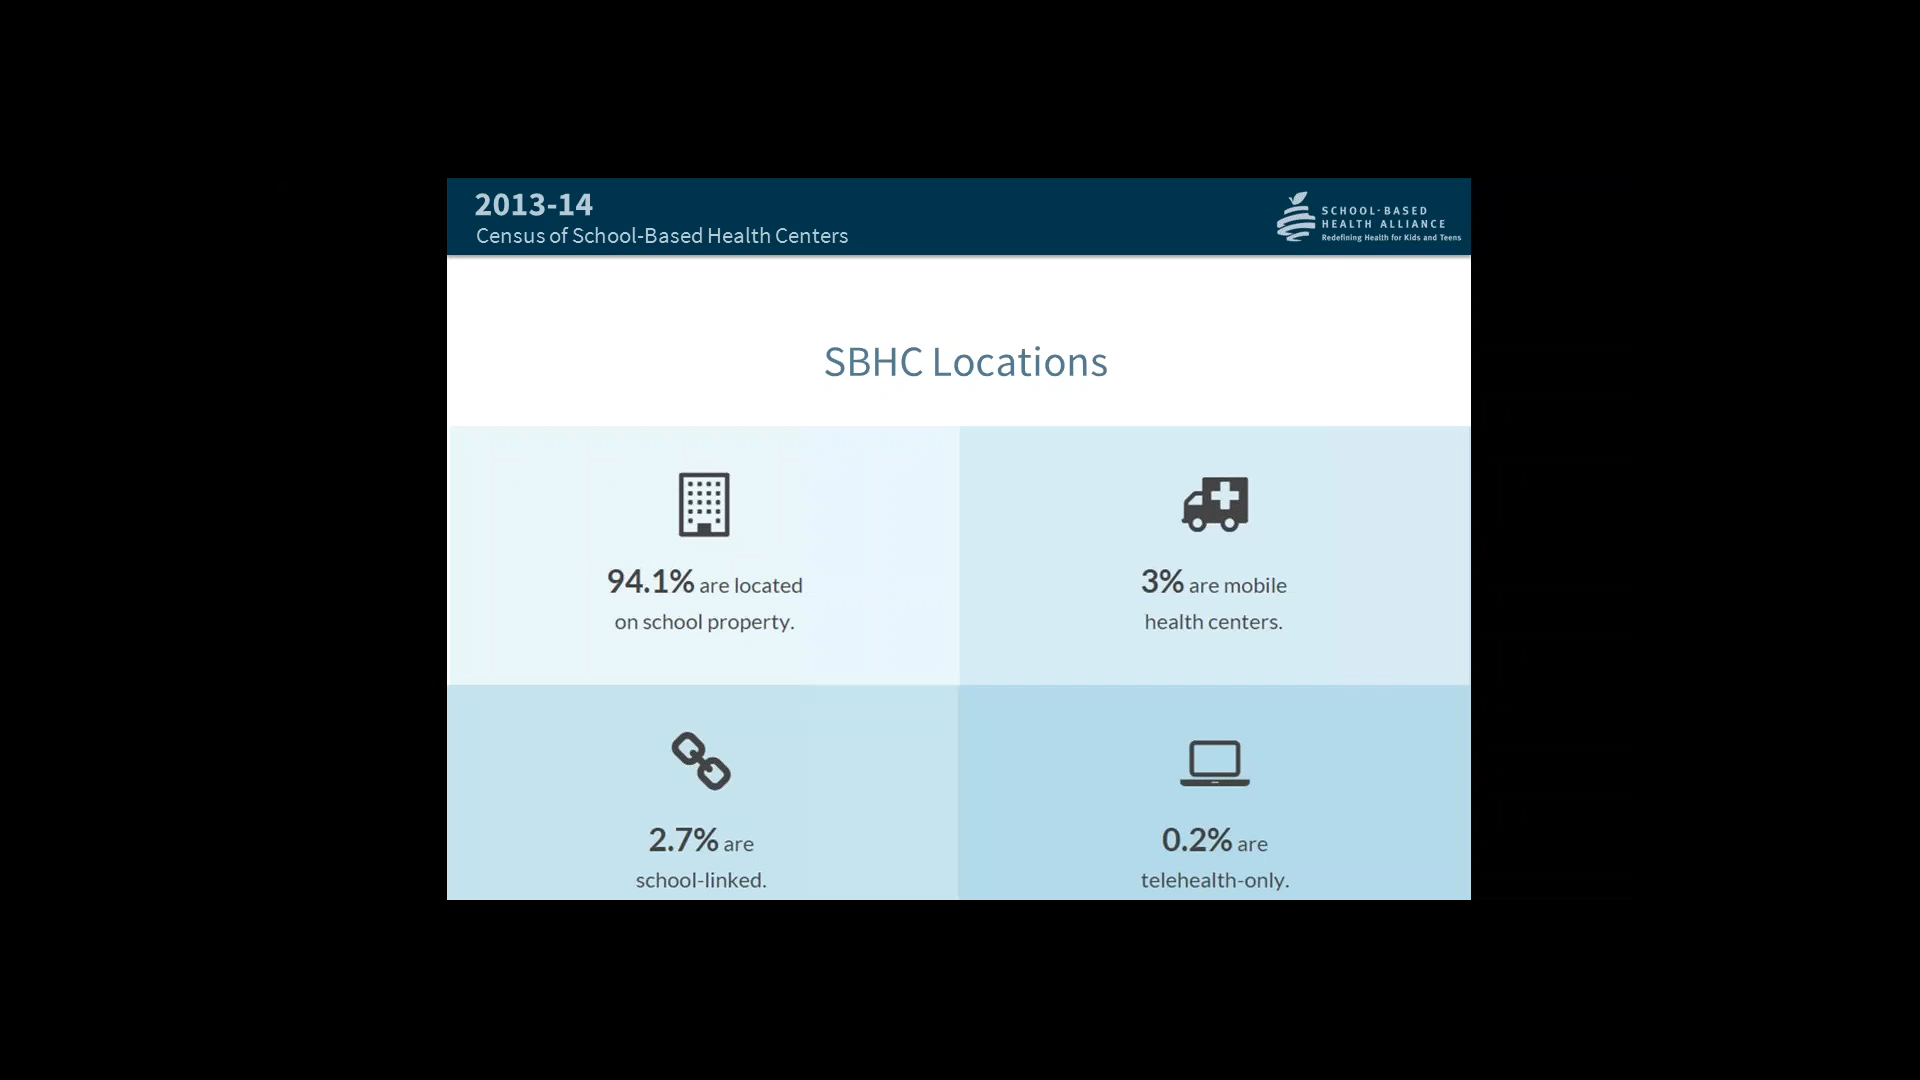 2013-14
Census of School-Based Health Centers
SCHOOL-BASED
HEALTH ALLIANCE
Redefining Health for Kids and Teens
SBHC Locations
94.1% are located
on school property.
3% are mobile
health centers.
2.7% are
school-linked.
0.2% are
telehealth-only.